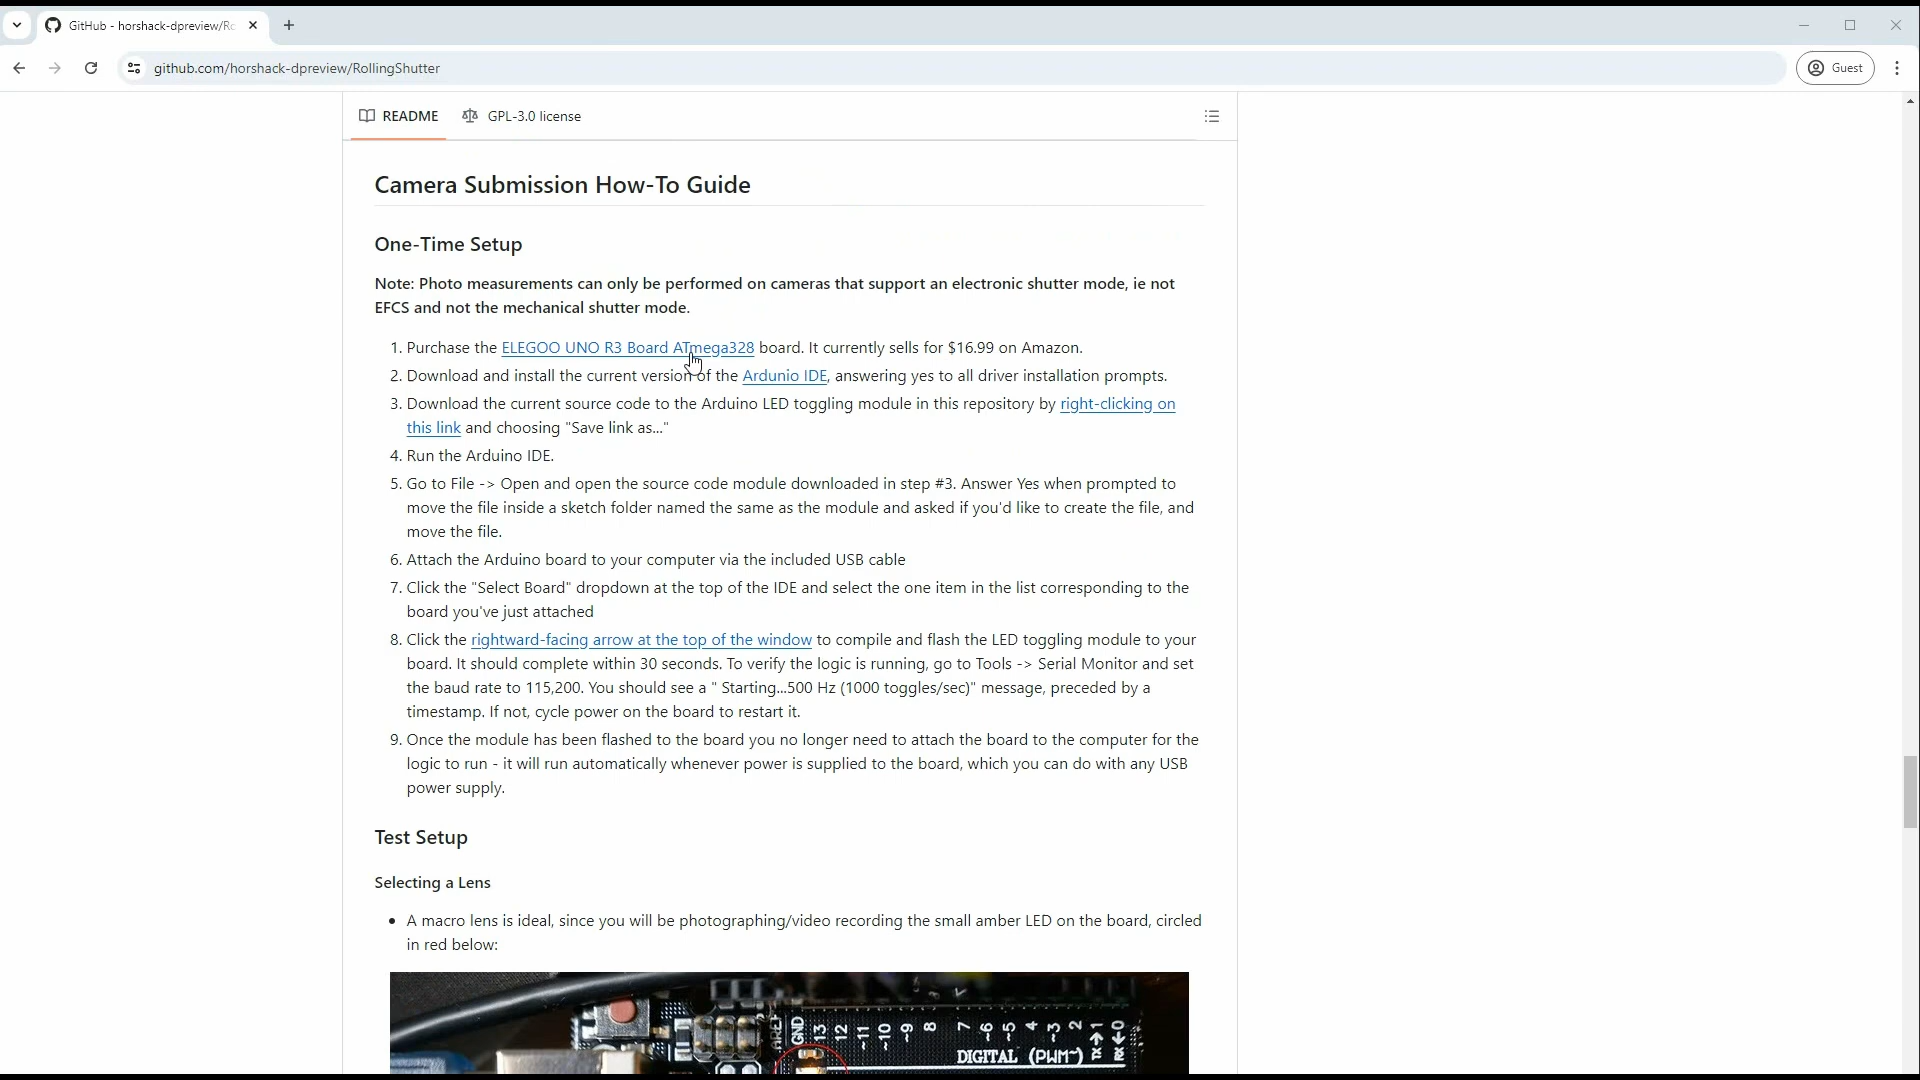 GitHub - horshack-dpreview/Ro
github.com/horshack-dpreview/RollingShutter
Guest
README
GPL-3.0 license
Camera Submission How-To Guide
One-Time Setup
Note: Photo measurements can only be performed on cameras that support an electronic shutter mode, ie not
EFCS and not the mechanical shutter mode.
1. Purchase the ELEGOO UNO R3 Board ATmega328 board. It currently sells for $16.99 on Amazon.
2. Download and install the current version of the Ardunio IDE, answering yes to all driver installation prompts.
3. Download the current source code to the Arduino LED toggling module in this repository by right-clicking on
this link and choosing "Save link as..."
4. Run the Arduino IDE.
5. Go to File -> Open and open the source code module downloaded in step #3. Answer Yes when prompted to
move the file inside a sketch folder named the same as the module and asked if you'd like to create the file, and
move the file.
6. Attach the Arduino board to your computer via the included USB cable
7. Click the "Select Board" dropdown at the top of the IDE and select the one item in the list corresponding to the
board you've just attached
8. Click the rightward-facing arrow at the top of the window to compile and flash the LED toggling module to your
board. It should complete within 30 seconds. To verify the logic is running, go to Tools -> Serial Monitor and set
the baud rate to 115,200. You should see a " Starting...500 Hz (1000 toggles/sec)" message, preceded by a
timestamp. If not, cycle power on the board to restart it.
9. Once the module has been flashed to the board you no longer need to attach the board to the computer for the
logic to run - it will run automatically whenever power is supplied to the board, which you can do with any USB
power supply.
Test Setup
Selecting a Lens
• A macro lens is ideal, since you will be photographing/video recording the small amber LED on the board, circled
in red below:
AREF GND 13 12 ~11 ~10 ~9 8 7 ~6 ~5 4 ~3 2 TX→1 RX←0
DIGITAL (PWM~)